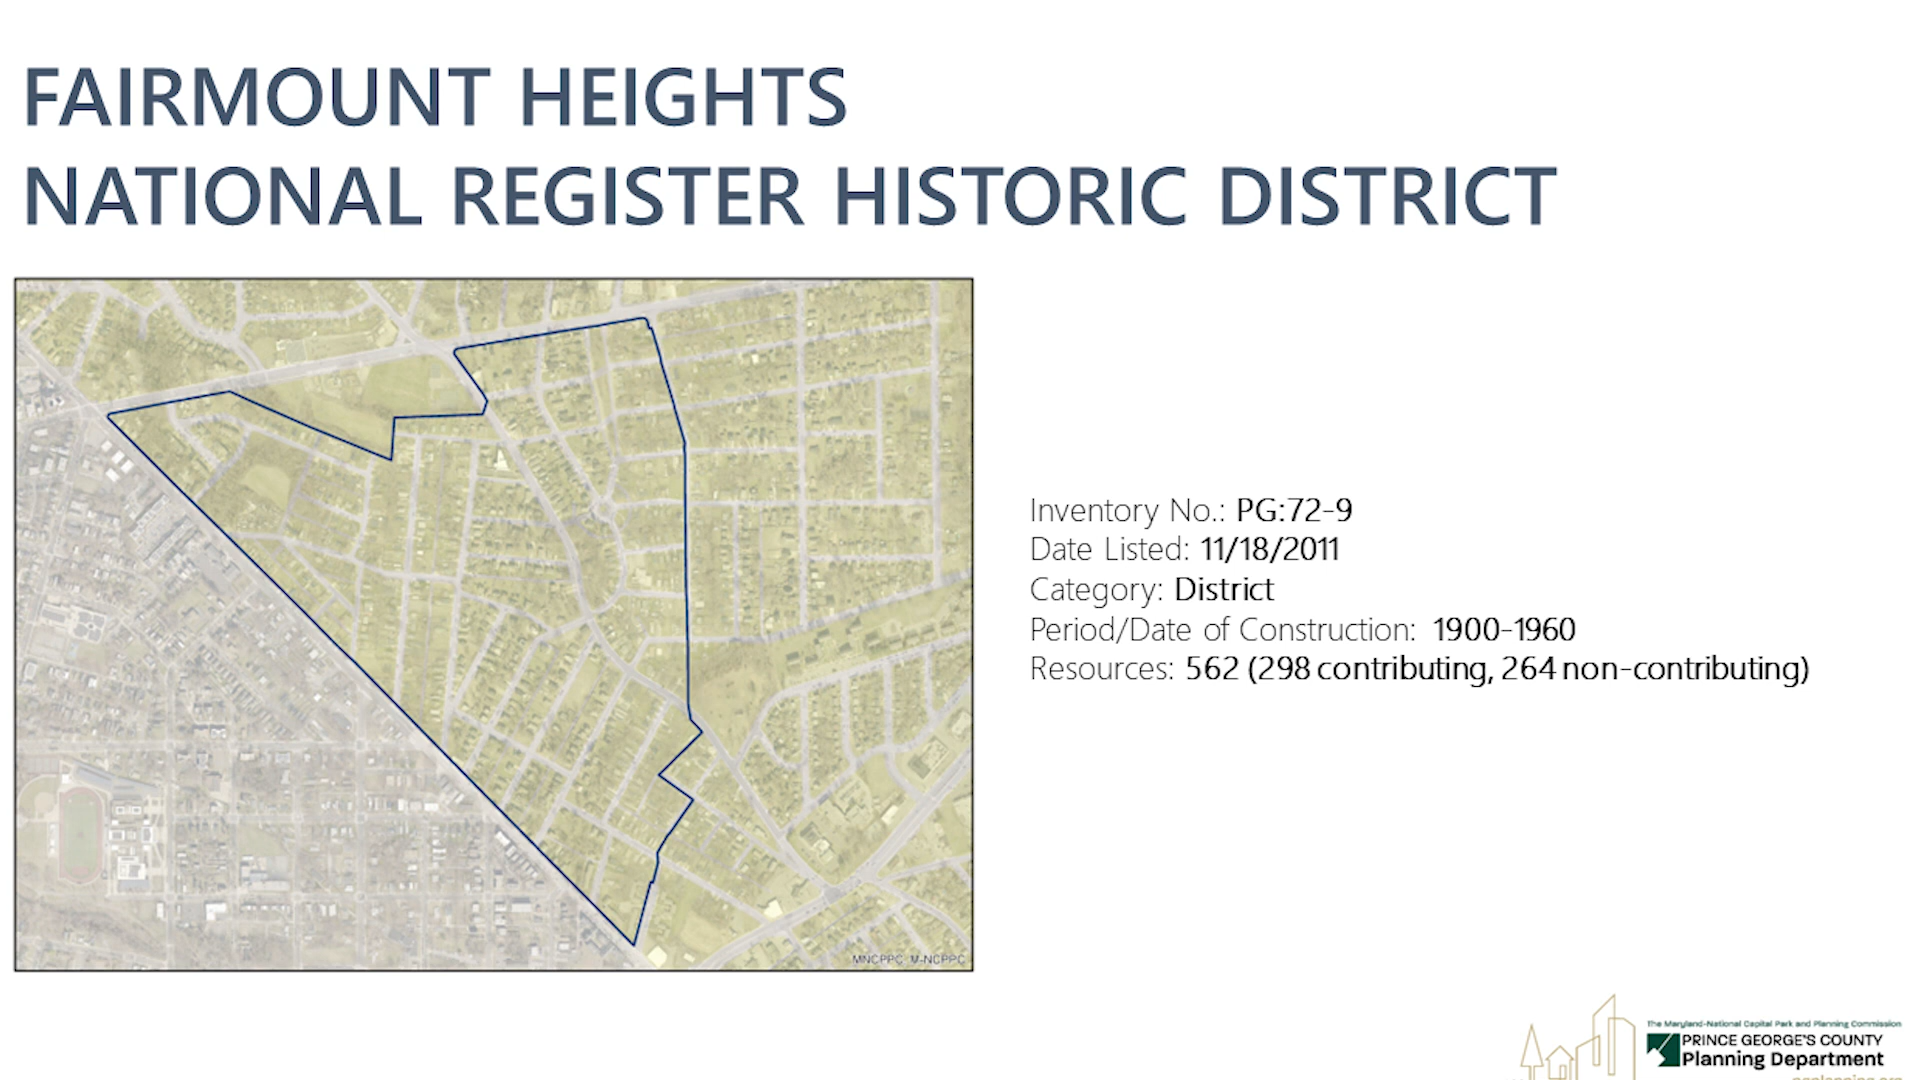 FAIRMOUNT HEIGHTS
NATIONAL REGISTER HISTORIC DISTRICT
Inventory No.: PG:72-9
Date Listed: 11/18/2011
Category: District
Period/Date of Construction: 1900-1960
Resources: 562 (298 contributing, 264 non-contributing)
MNCPPC M-NCPPC
The Maryland-National Capital Park and Planning Commission
PRINCE GEORGE'S COUNTY
Planning Department